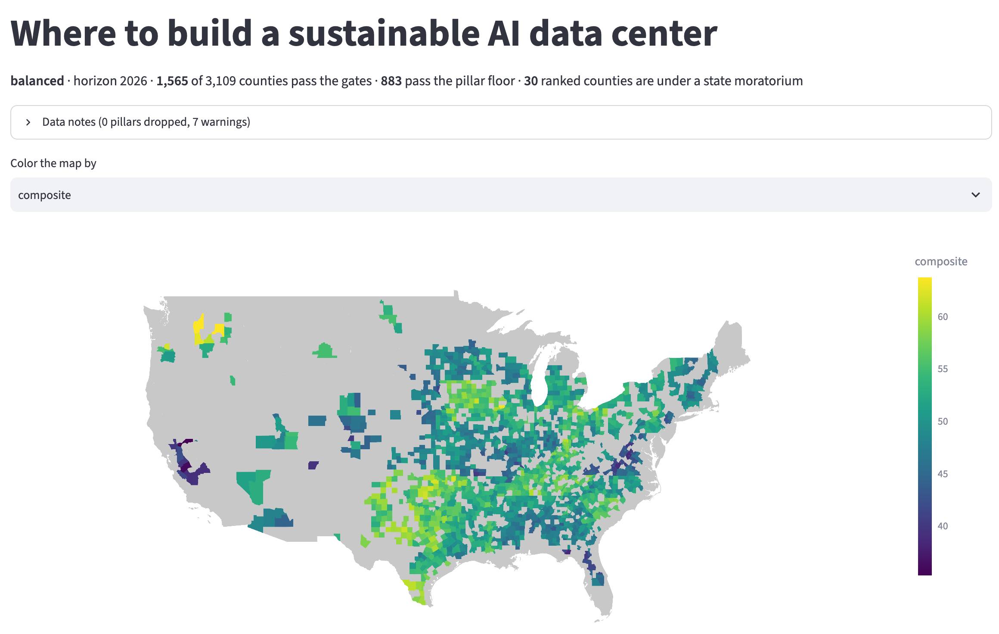 Where to build a sustainable AI data center
balanced · horizon 2026 · 1,565 of 3,109 counties pass the gates · 883 pass the pillar floor · 30 ranked counties are under a state moratorium
Data notes (0 pillars dropped, 7 warnings)
Color the map by
composite
composite
60
55
50
45
40